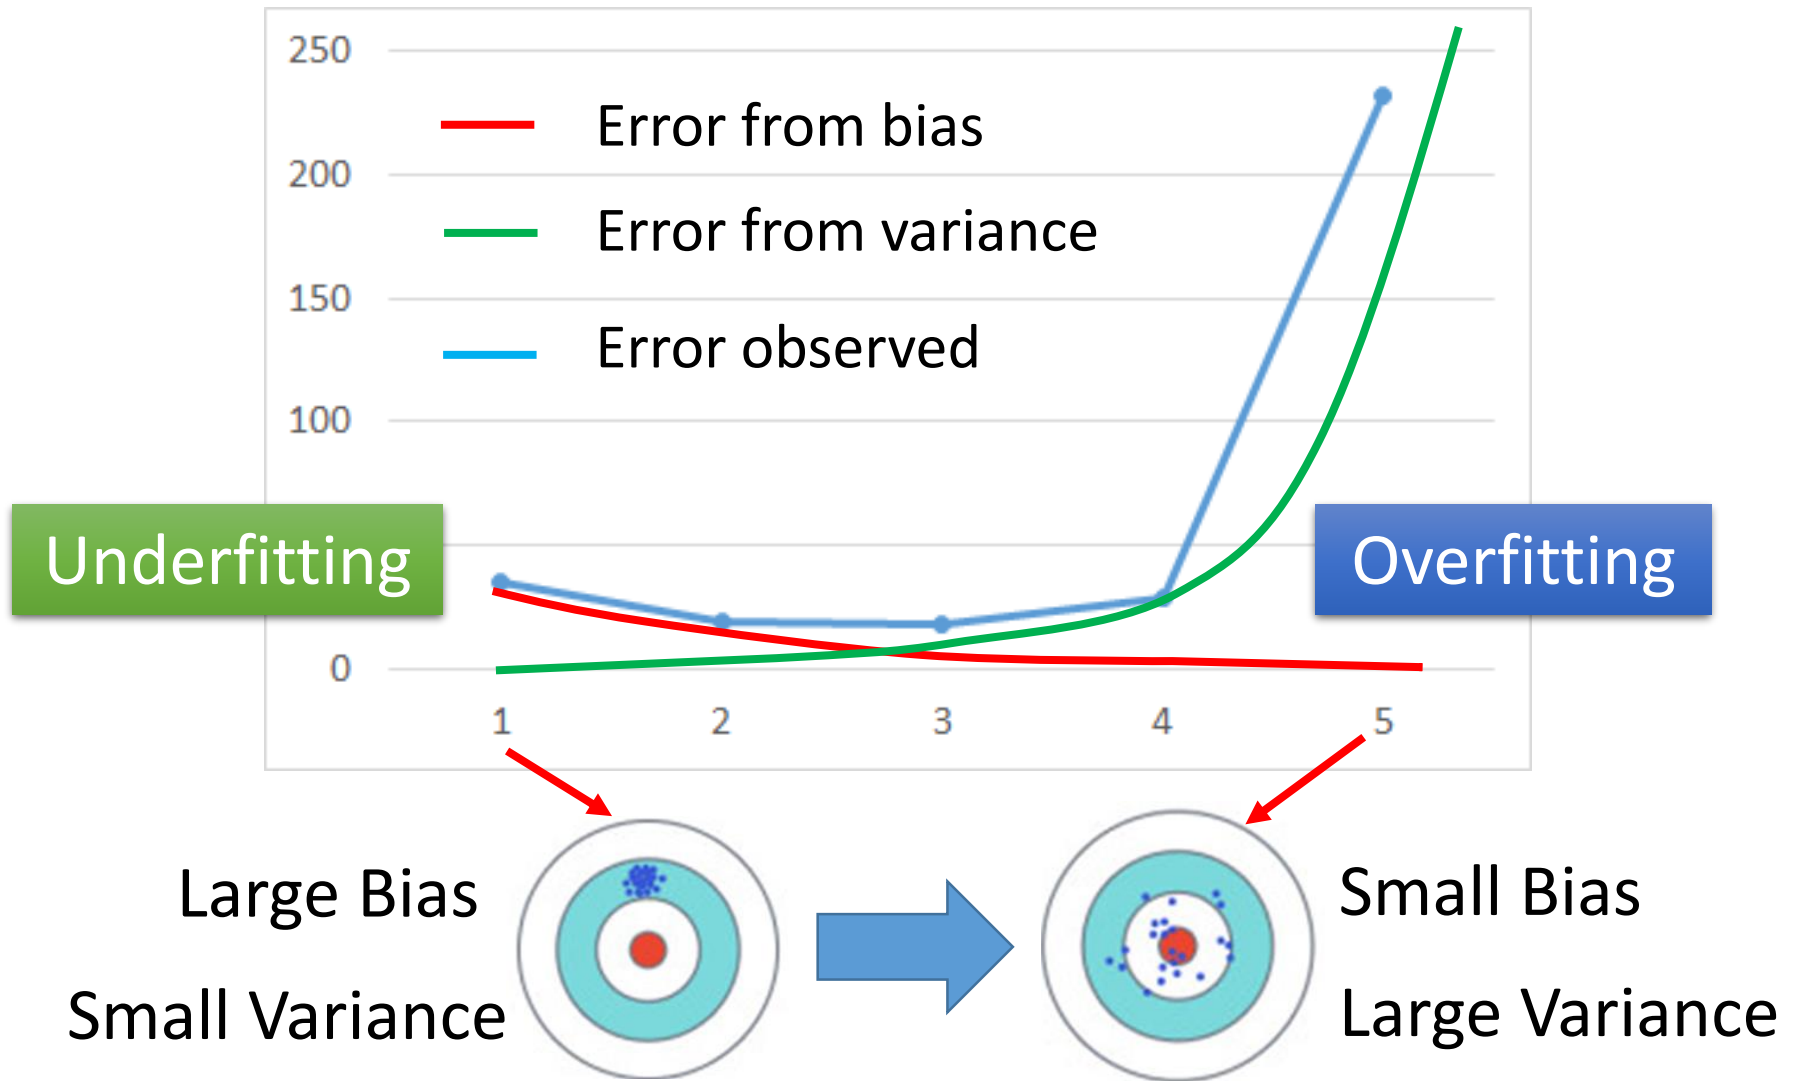 250
Error from bias
200
Error from variance
150
Error observed
100
Underfitting
Overfitting
0
1 2 3 4 5
Large Bias
Small Variance
Small Bias
Large Variance